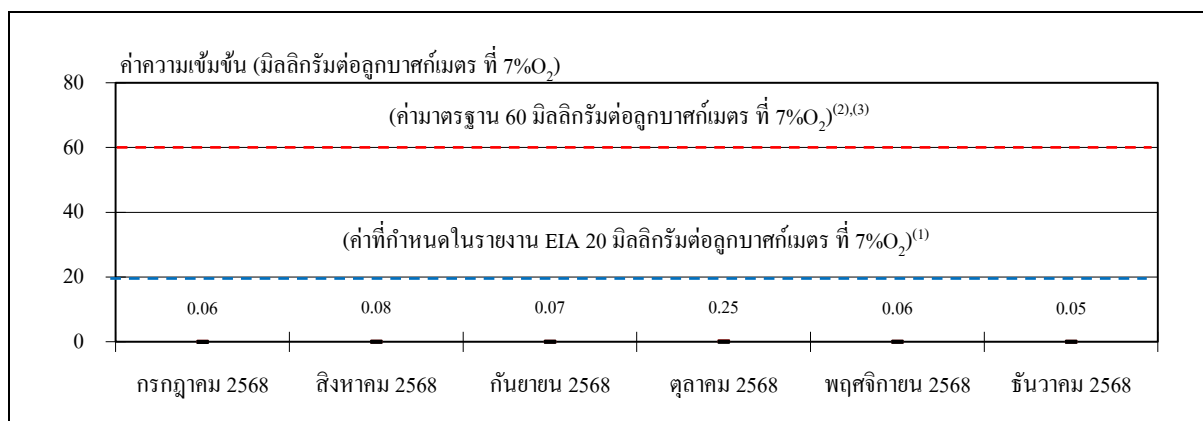 ค่าความเข้มข้น (มิลลิกรัมต่อลูกบาศก์เมตร ที่ 7%O₂)
80
(ค่ามาตรฐาน 60 มิลลิกรัมต่อลูกบาศก์เมตร ที่ 7%O₂)⁽²⁾,⁽³⁾
60
40
(ค่าที่กำหนดในรายงาน EIA 20 มิลลิกรัมต่อลูกบาศก์เมตร ที่ 7%O₂)⁽¹⁾
20
0.06 0.08 0.07 0.25 0.06 0.05
0
กรกฎาคม 2568 สิงหาคม 2568 กันยายน 2568 ตุลาคม 2568 พฤศจิกายน 2568 ธันวาคม 2568